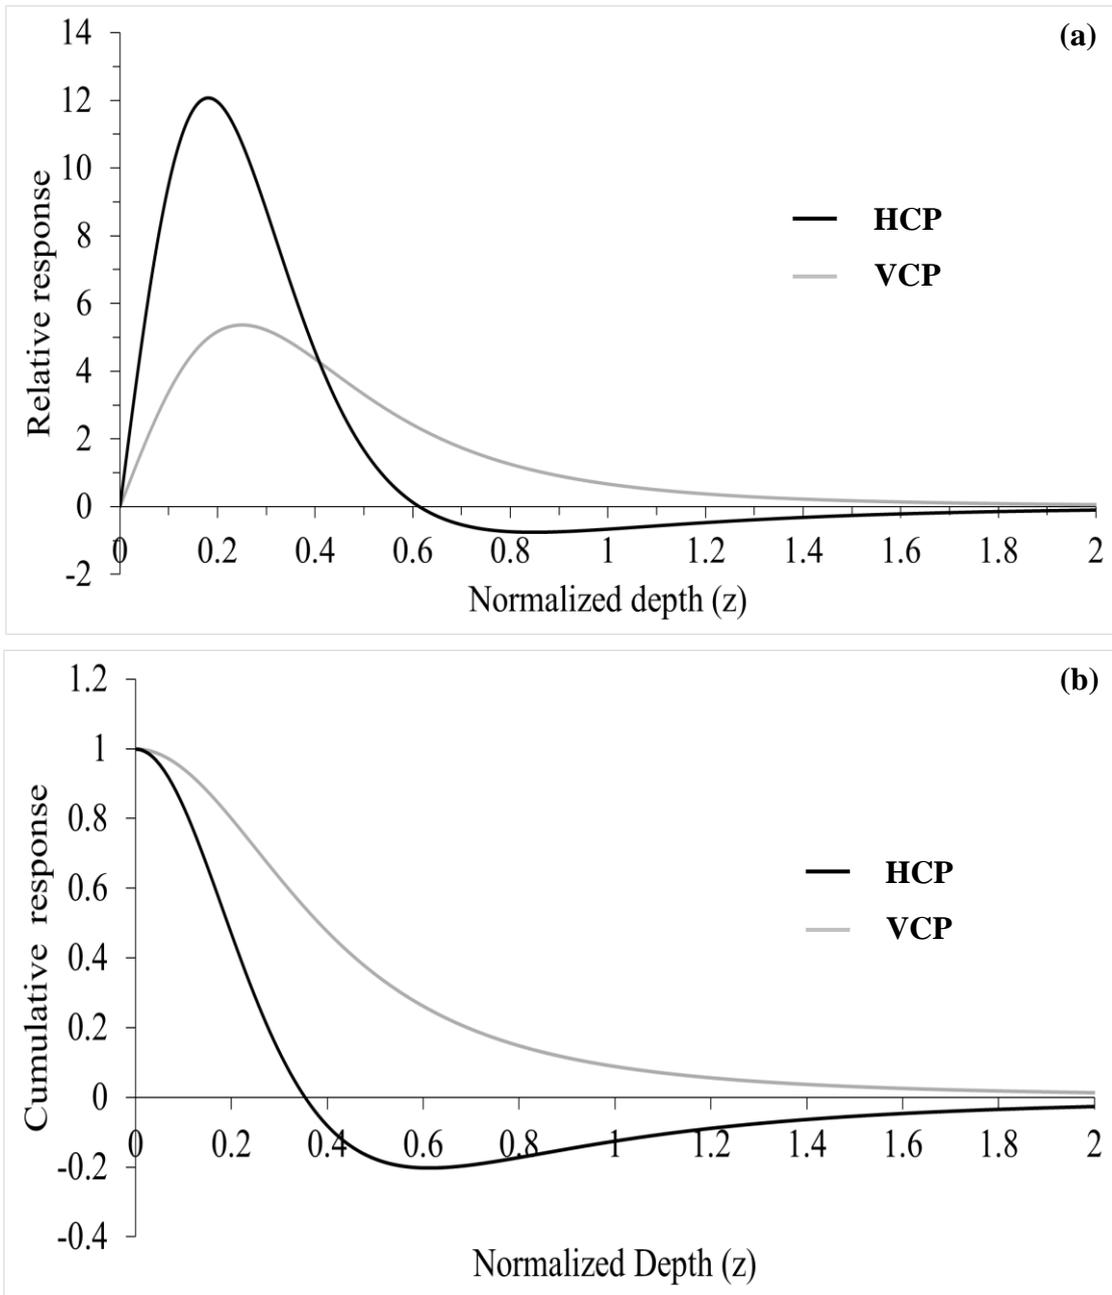 (a)
14
12
10
8
6
4
2
0
-2
Relative response
HCP
VCP
0 0.2 0.4 0.6 0.8 1 1.2 1.4 1.6 1.8 2
Normalized depth (z)
(b)
1.2
1
0.8
0.6
0.4
0.2
0
-0.2
-0.4
Cumulative response
HCP
VCP
0 0.2 0.4 0.6 0.8 1 1.2 1.4 1.6 1.8 2
Normalized Depth (z)